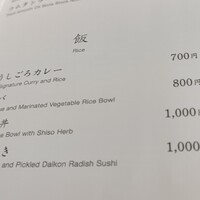 飯
Rice
700円
しごろカレー
Signature Curry and Rice
800円
and Marinated Vegetable Rice Bowl
1,000
丼
Bowl with Shiso Herb
1,000
き
and Pickled Daikon Radish Sushi